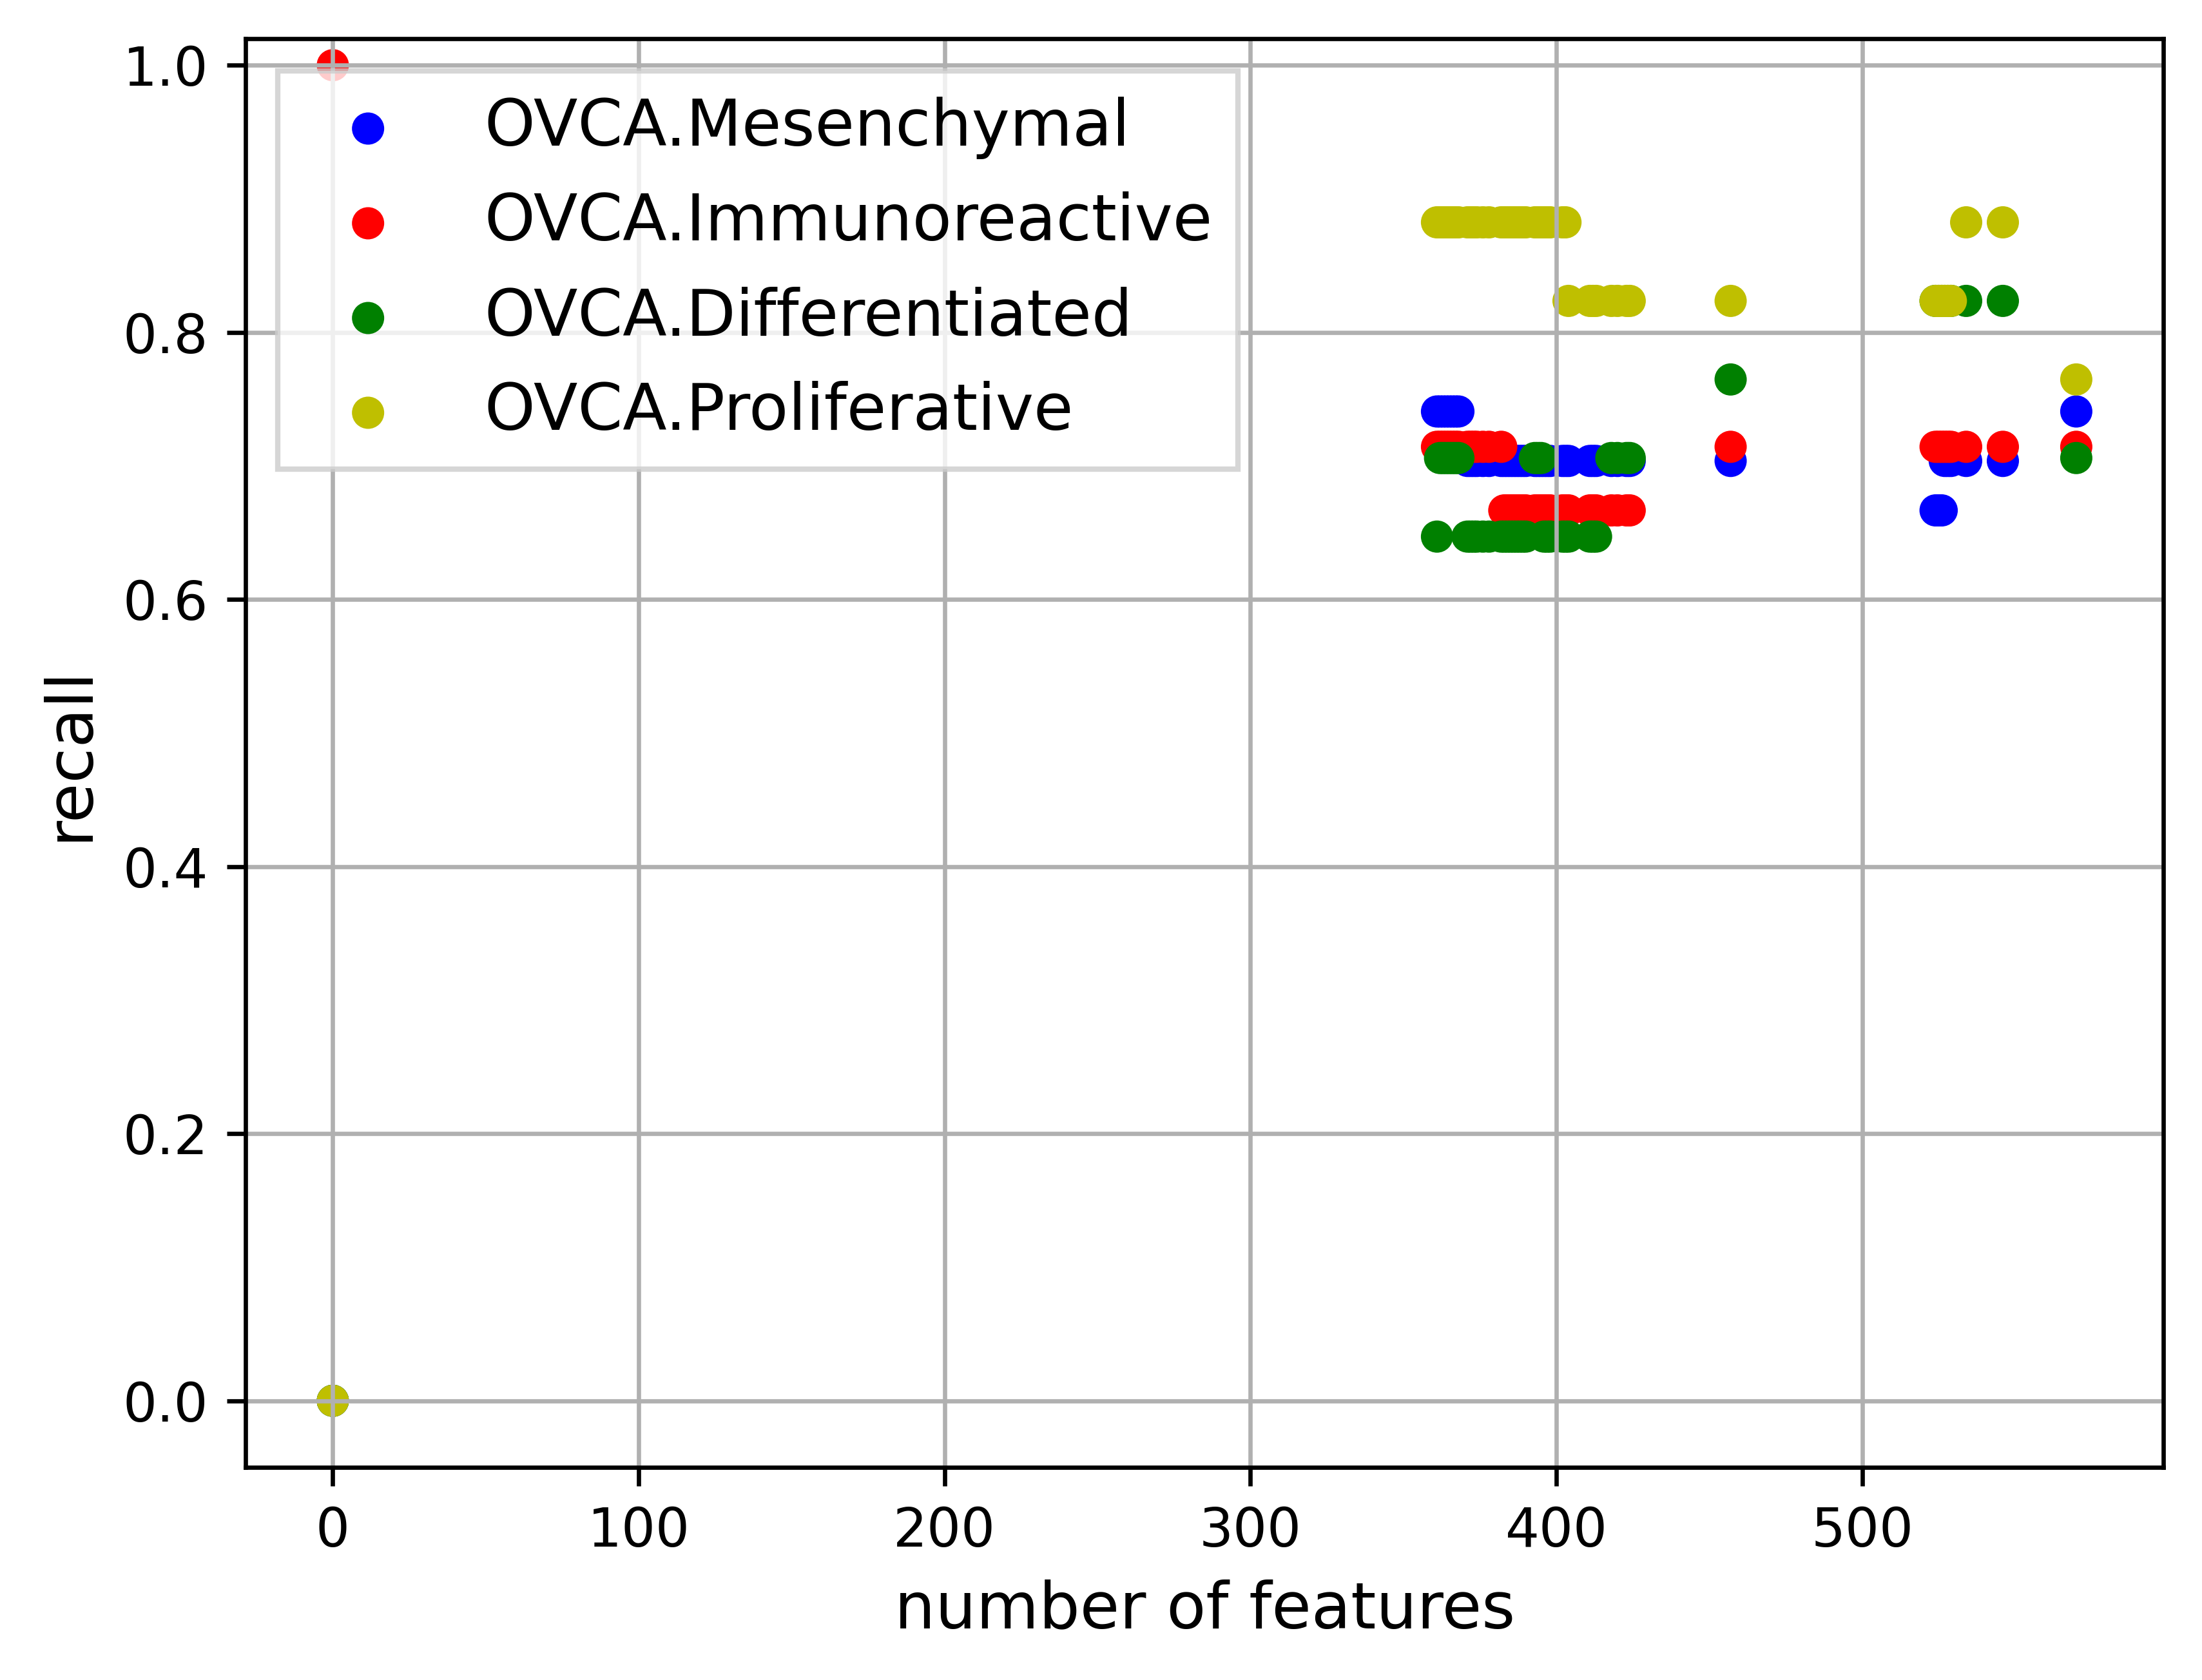 1.0
0.8
0.6
0.4
0.2
0.0
recall
OVCA.Mesenchymal
OVCA.Immunoreactive
OVCA.Differentiated
OVCA.Proliferative
0 100 200 300 400 500
number of features